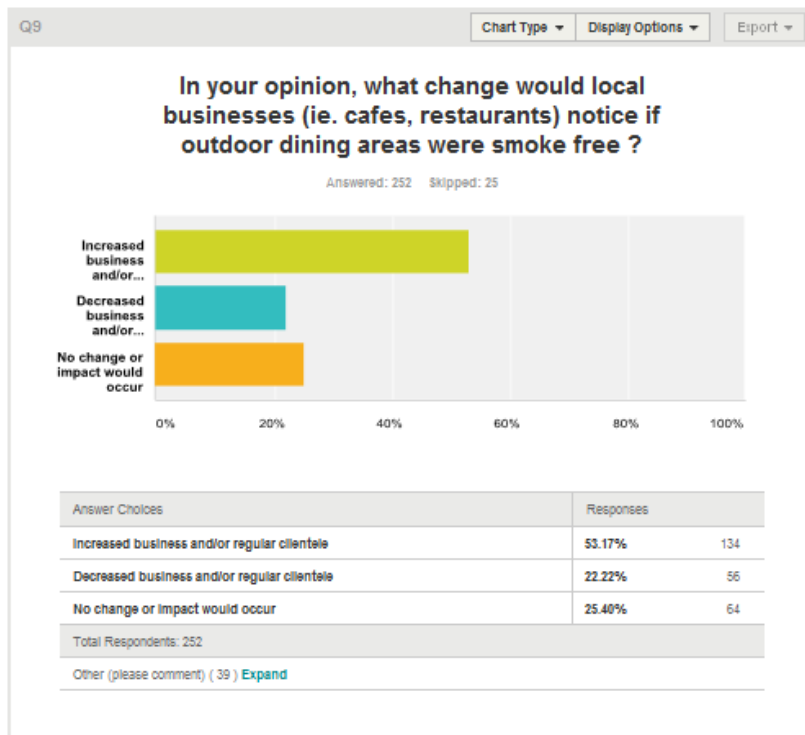 Q9
Chart Type
Display Options
Export
In your opinion, what change would local
businesses (ie. cafes, restaurants) notice if
outdoor dining areas were smoke free ?
Answered: 252 Skipped: 25
Increased
business
and/or...
Decreased
business
and/or...
No change or
impact would
occur
0% 20% 40% 60% 80% 100%
Answer Choices Responses
Increased business and/or regular clientele 53.17% 134
Decreased business and/or regular clientele 22.22% 56
No change or impact would occur 25.40% 64
Total Respondents: 252
Other (please comment) ( 39 ) Expand